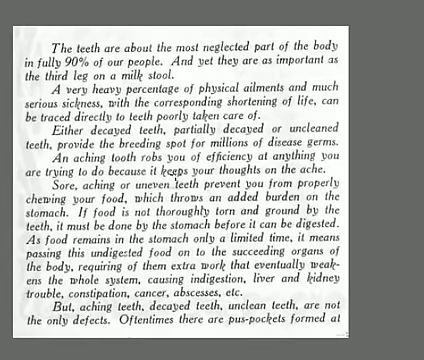 The teeth are about the most neglected part of the body
in fully 90% of our people. And yet they are as important as
the third leg on a milk stool.
A very heavy percentage of physical ailments and much
serious sickness, with the corresponding shortening of life, can
be traced directly to teeth poorly taken care of.
Either decayed teeth, partially decayed or uncleaned
teeth, provide the breeding spot for millions of disease germs.
An aching tooth robs you of efficiency at anything you
are trying to do because it keeps your thoughts on the ache.
Sore, aching or uneven teeth prevent you from properly
chewing your food, which throws an added burden on the
stomach. If food is not thoroughly torn and ground by the
teeth, it must be done by the stomach before it can be digested.
As food remains in the stomach only a limited time, it means
passing this undigested food on to the succeeding organs of
the body, requiring of them extra work that eventually weak-
ens the whole system, causing indigestion, liver and kidney
trouble, constipation, cancer, abscesses, etc.
But, aching teeth, decayed teeth, unclean teeth, are not
the only defects. Oftentimes there are pus-pockets formed at